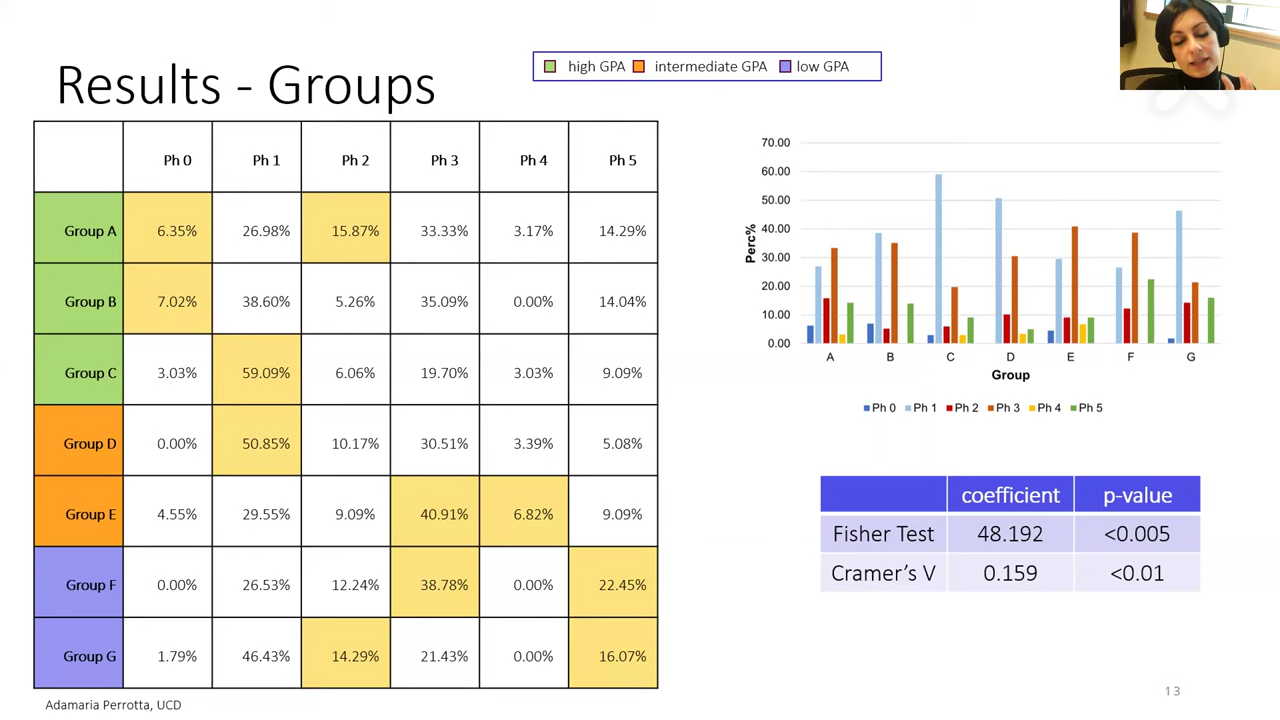 Results - Groups
high GPA intermediate GPA low GPA
Ph 0 Ph 1 Ph 2 Ph 3 Ph 4 Ph 5
Group A 6.35% 26.98% 15.87% 33.33% 3.17% 14.29%
Group B 7.02% 38.60% 5.26% 35.09% 0.00% 14.04%
Group C 3.03% 59.09% 6.06% 19.70% 3.03% 9.09%
Group D 0.00% 50.85% 10.17% 30.51% 3.39% 5.08%
Group E 4.55% 29.55% 9.09% 40.91% 6.82% 9.09%
Group F 0.00% 26.53% 12.24% 38.78% 0.00% 22.45%
Group G 1.79% 46.43% 14.29% 21.43% 0.00% 16.07%
70.00
60.00
50.00
40.00
30.00
20.00
10.00
0.00
Perc%
A B C D E F G
Group
Ph 0 Ph 1 Ph 2 Ph 3 Ph 4 Ph 5
coefficient p-value
Fisher Test 48.192 <0.005
Cramer's V 0.159 <0.01
Adamaria Perrotta, UCD
13